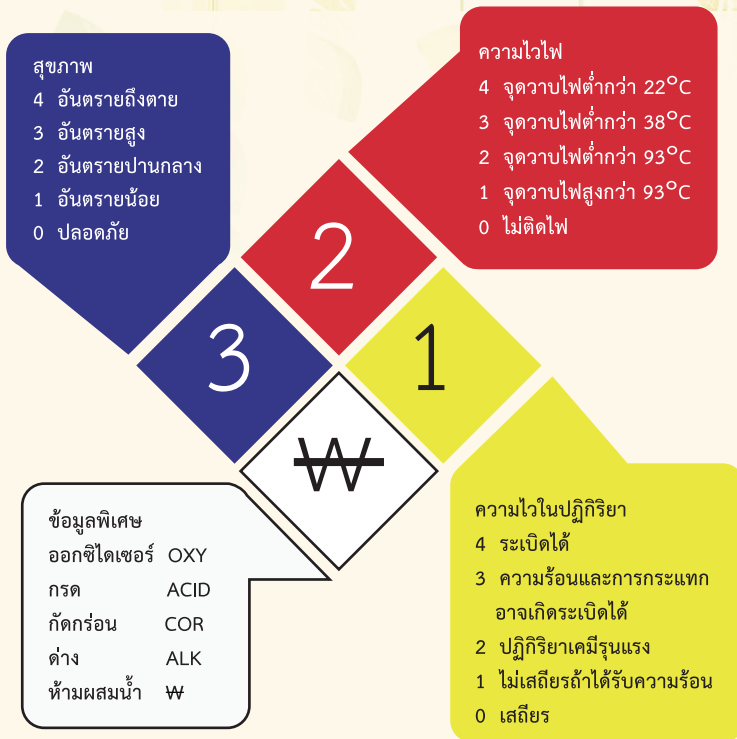 สุขภาพ
4 อันตรายถึงตาย
3 อันตรายสูง
2 อันตรายปานกลาง
1 อันตรายน้อย
0 ปลอดภัย
ความไวไฟ
4 จุดวาบไฟต่ำกว่า 22°C
3 จุดวาบไฟต่ำกว่า 38°C
2 จุดวาบไฟต่ำกว่า 93°C
1 จุดวาบไฟสูงกว่า 93°C
0 ไม่ติดไฟ
2
3
1
W̶
ข้อมูลพิเศษ
ออกซิไดเซอร์ OXY
กรด ACID
กัดกร่อน COR
ด่าง ALK
ห้ามผสมน้ำ W̶
ความไวในปฏิกิริยา
4 ระเบิดได้
3 ความร้อนและการกระแทก
อาจเกิดระเบิดได้
2 ปฏิกิริยาเคมีรุนแรง
1 ไม่เสถียรถ้าได้รับความร้อน
0 เสถียร